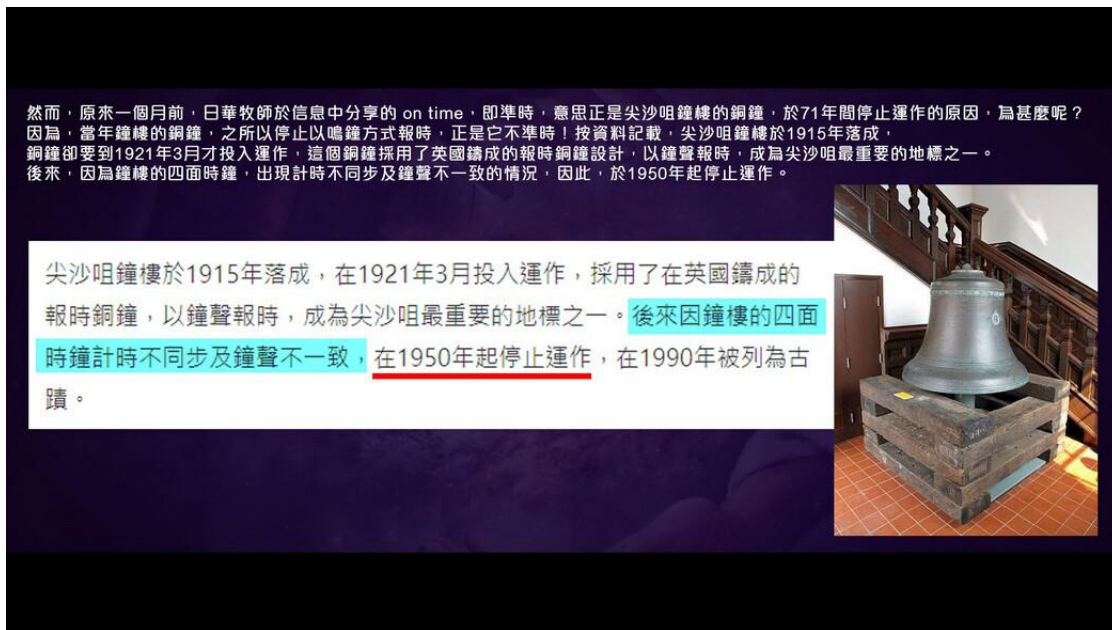 然而，原來一個月前，日華牧師於信息中分享的 on time，即準時，意思正是尖沙咀鐘樓的銅鐘，於71年間停止運作的原因，為甚麼呢？
因為，當年鐘樓的銅鐘，之所以停止以鳴鐘方式報時，正是它不準時！按資料記載，尖沙咀鐘樓於1915年落成，
銅鐘卻要到1921年3月才投入運作，這個銅鐘採用了英國鑄成的報時銅鐘設計，以鐘聲報時，成為尖沙咀最重要的地標之一。
後來，因為鐘樓的四面時鐘，出現計時不同步及鐘聲不一致的情況，因此，於1950年起停止運作。
尖沙咀鐘樓於1915年落成，在1921年3月投入運作，採用了在英國鑄成的
報時銅鐘，以鐘聲報時，成為尖沙咀最重要的地標之一。後來因鐘樓的四面
時鐘計時不同步及鐘聲不一致，在1950年起停止運作，在1990年被列為古
蹟。